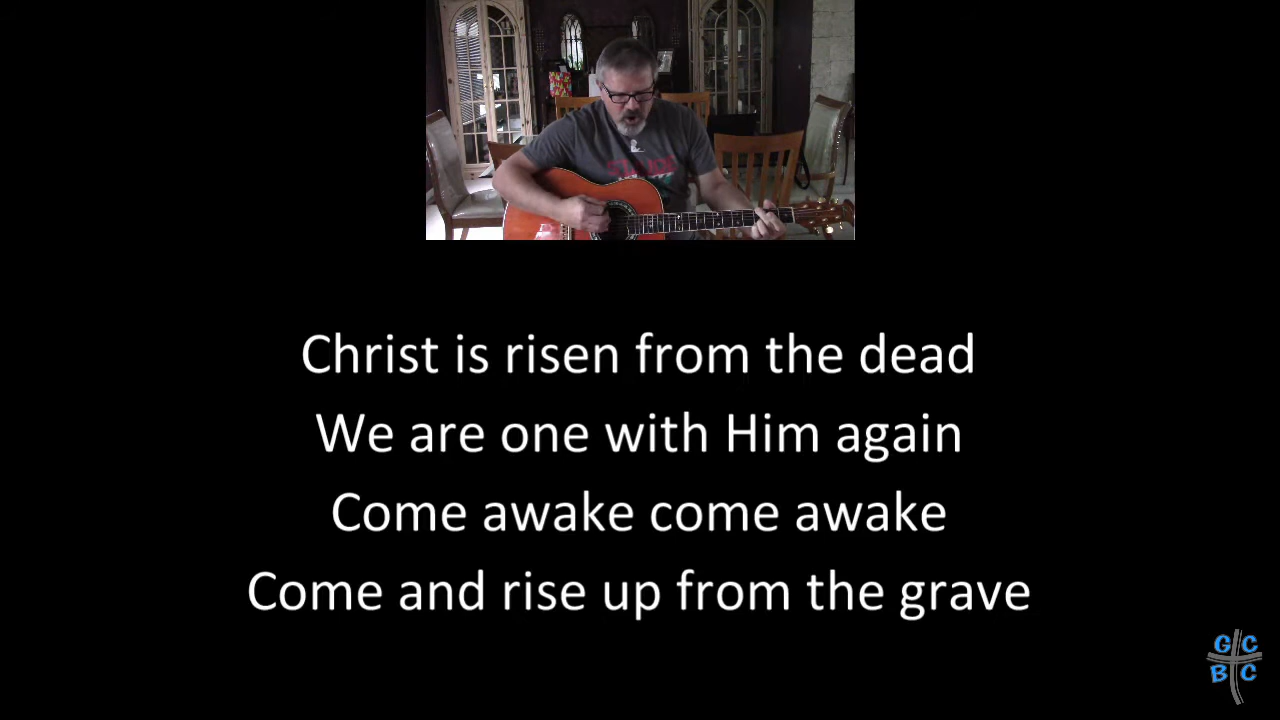 Christ is risen from the dead
We are one with Him again
Come awake come awake
Come and rise up from the grave
G C
B C